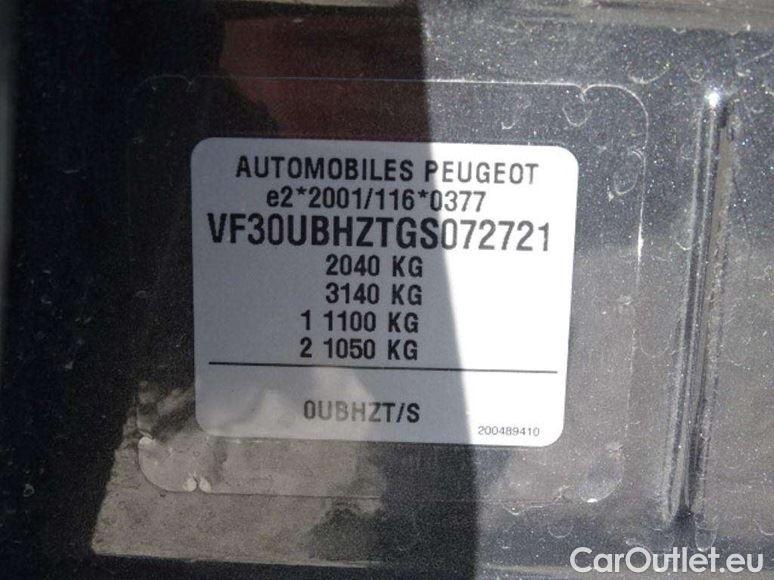 AUTOMOBILES PEUGEOT
e2*2001/116*0377
VF30UBHZTGS072721
2040 KG
3140 KG
1 1100 KG
2 1050 KG
0UBHZT/S
200489410
CarOutlet.eu